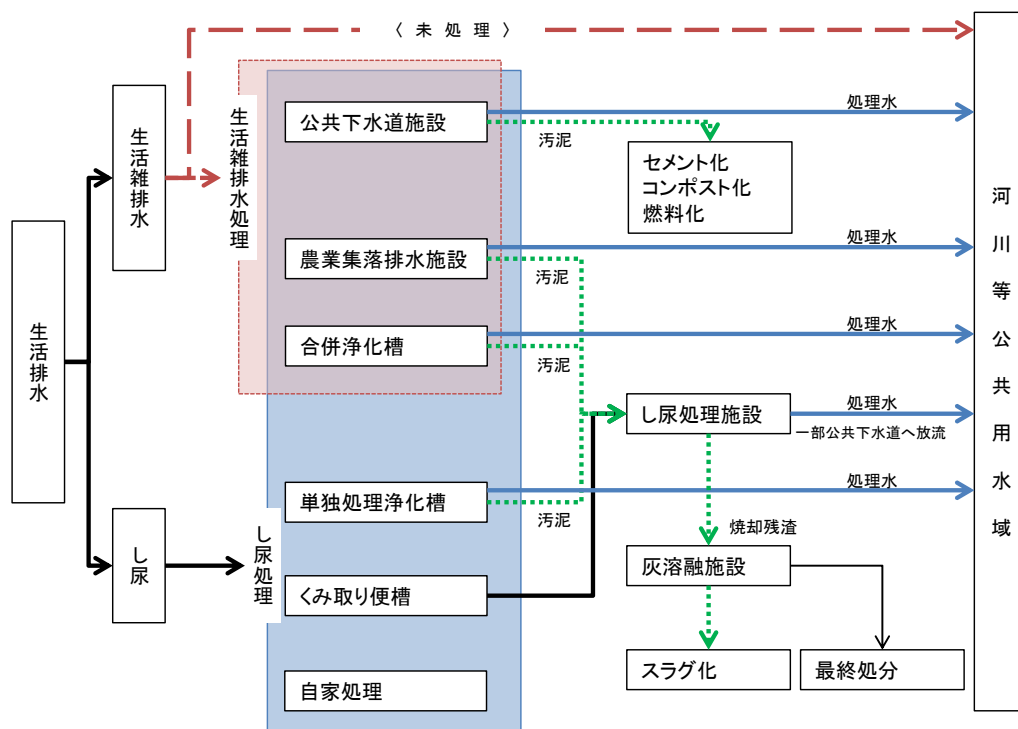 〈未処理〉
生活排水
生活雑排水
し尿
生活雑排水処理
し尿処理
公共下水道施設
汚泥
処理水
セメント化
コンポスト化
燃料化
農業集落排水施設
汚泥
処理水
合併浄化槽
汚泥
処理水
し尿処理施設
処理水
一部公共下水道へ放流
単独処理浄化槽
汚泥
処理水
焼却残渣
くみ取り便槽
灰溶融施設
自家処理
スラグ化
最終処分
河川等公共用水域